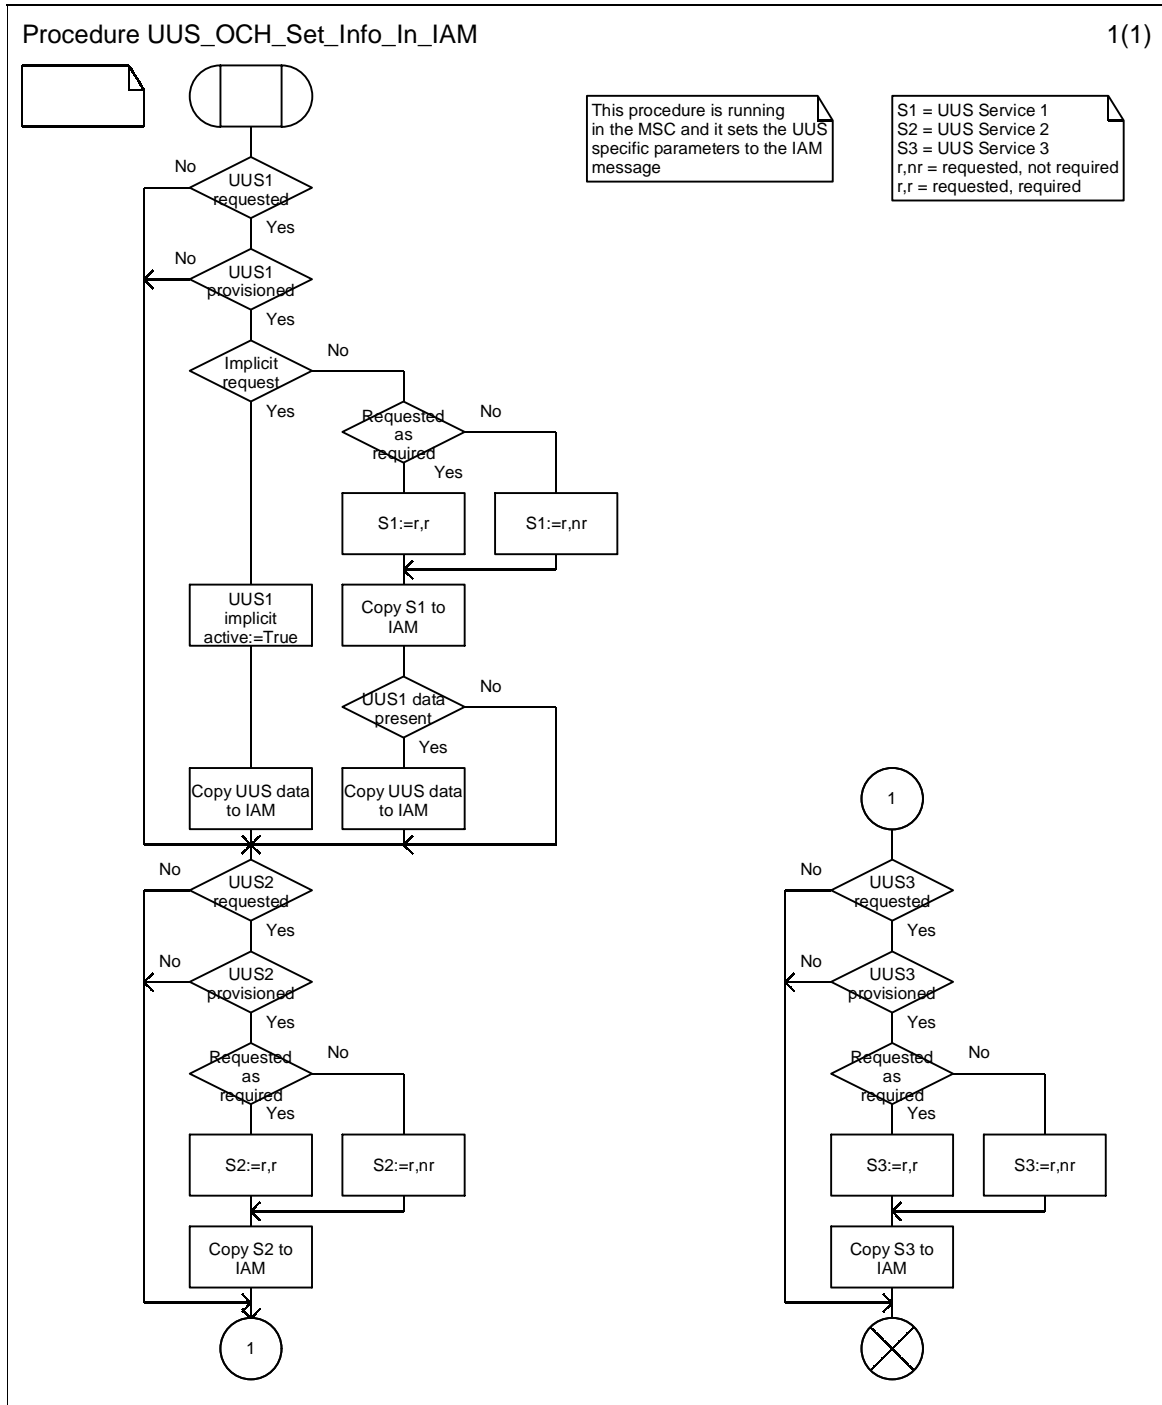 Procedure UUS_OCH_Set_Info_In_IAM
1(1)
This procedure is running
in the MSC and it sets the UUS
specific parameters to the IAM
message
S1 = UUS Service 1
S2 = UUS Service 2
S3 = UUS Service 3
r,nr = requested, not required
r,r = requested, required
No
UUS1
requested
Yes
No
UUS1
provisioned
Yes
Implicit
request
No
Yes
Requested
as
required
No
Yes
S1:=r,r
S1:=r,nr
UUS1
implicit
active:=True
Copy S1 to
IAM
UUS1 data
present
No
Yes
Copy UUS data
to IAM
Copy UUS data
to IAM
No
UUS2
requested
Yes
No
UUS2
provisioned
Yes
Requested
as
required
No
Yes
S2:=r,r
S2:=r,nr
Copy S2 to
IAM
1
1
No
UUS3
requested
Yes
No
UUS3
provisioned
Yes
Requested
as
required
No
Yes
S3:=r,r
S3:=r,nr
Copy S3 to
IAM